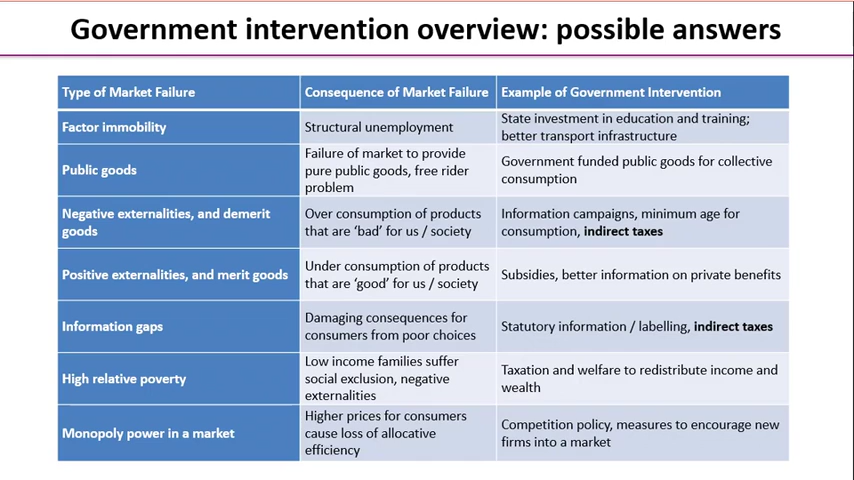 Government intervention overview: possible answers
Type of Market Failure
Consequence of Market Failure
Example of Government Intervention
Factor immobility
Structural unemployment
State investment in education and training;
better transport infrastructure
Public goods
Failure of market to provide
pure public goods, free rider
problem
Government funded public goods for collective
consumption
Negative externalities, and demerit
goods
Over consumption of products
that are ‘bad’ for us / society
Information campaigns, minimum age for
consumption, indirect taxes
Positive externalities, and merit goods
Under consumption of products
that are ‘good’ for us / society
Subsidies, better information on private benefits
Information gaps
Damaging consequences for
consumers from poor choices
Statutory information / labelling, indirect taxes
High relative poverty
Low income families suffer
social exclusion, negative
externalities
Taxation and welfare to redistribute income and
wealth
Monopoly power in a market
Higher prices for consumers
cause loss of allocative
efficiency
Competition policy, measures to encourage new
firms into a market